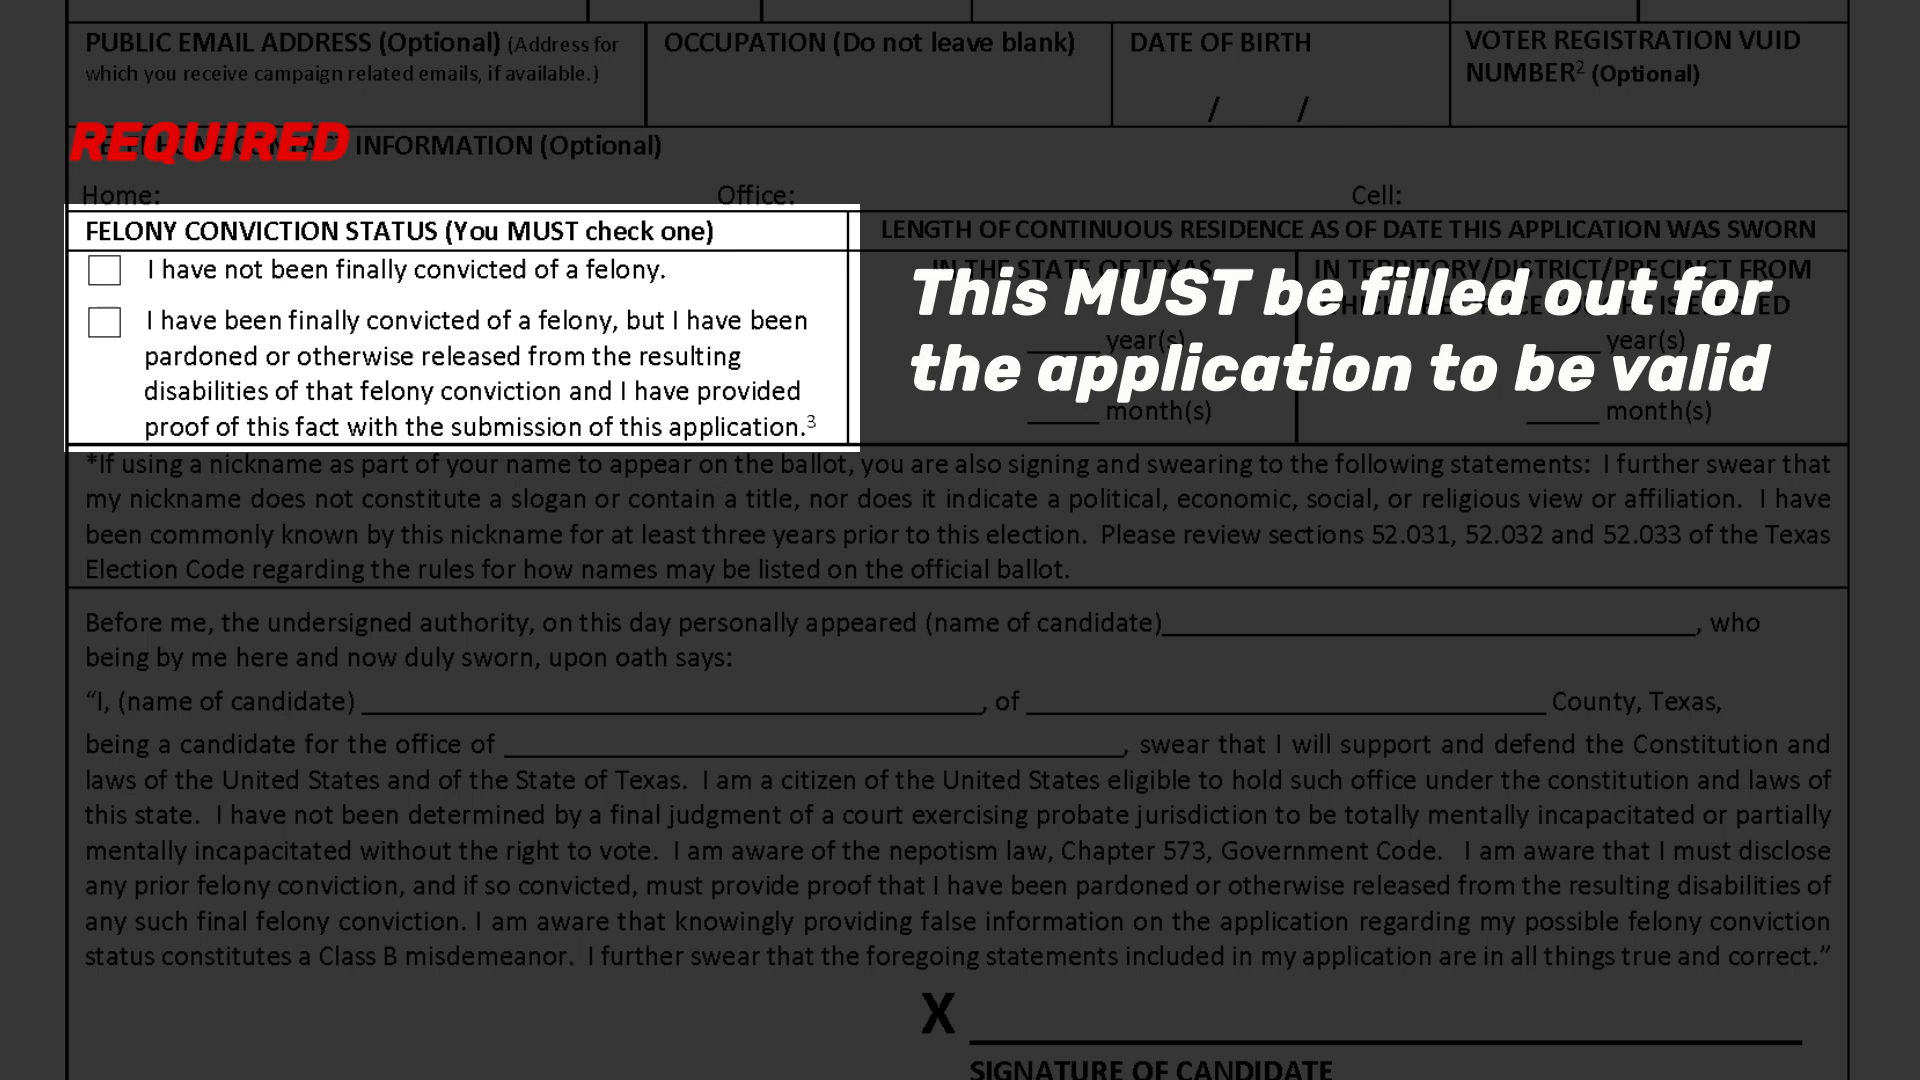 PUBLIC EMAIL ADDRESS (Optional) (Address for
which you receive campaign related emails, if available.)
OCCUPATION (Do not leave blank)
DATE OF BIRTH
/ /
VOTER REGISTRATION VUID
NUMBER² (Optional)
REQUIRED
INFORMATION (Optional)
Home: Office: Cell:
FELONY CONVICTION STATUS (You MUST check one)
I have not been finally convicted of a felony.
I have been finally convicted of a felony, but I have been
pardoned or otherwise released from the resulting
disabilities of that felony conviction and I have provided
proof of this fact with the submission of this application.³
LENGTH OF CONTINUOUS RESIDENCE AS OF DATE THIS APPLICATION WAS SWORN
IN THE STATE OF TEXAS
_____ year(s)
_____ month(s)
IN TERRITORY/DISTRICT/PRECINCT FROM
_____ year(s)
_____ month(s)
This MUST be filled out for
the application to be valid
*If using a nickname as part of your name to appear on the ballot, you are also signing and swearing to the following statements: I further swear that
my nickname does not constitute a slogan or contain a title, nor does it indicate a political, economic, social, or religious view or affiliation. I have
been commonly known by this nickname for at least three years prior to this election. Please review sections 52.031, 52.032 and 52.033 of the Texas
Election Code regarding the rules for how names may be listed on the official ballot.
Before me, the undersigned authority, on this day personally appeared (name of candidate)____________________, who
being by me here and now duly sworn, upon oath says:
“I, (name of candidate) ____________________, of ____________________ County, Texas,
being a candidate for the office of ____________________, swear that I will support and defend the Constitution and
laws of the United States and of the State of Texas. I am a citizen of the United States eligible to hold such office under the constitution and laws of
this state. I have not been determined by a final judgment of a court exercising probate jurisdiction to be totally mentally incapacitated or partially
mentally incapacitated without the right to vote. I am aware of the nepotism law, Chapter 573, Government Code. I am aware that I must disclose
any prior felony conviction, and if so convicted, must provide proof that I have been pardoned or otherwise released from the resulting disabilities of
any such final felony conviction. I am aware that knowingly providing false information on the application regarding my possible felony conviction
status constitutes a Class B misdemeanor. I further swear that the foregoing statements included in my application are in all things true and correct.”
X ____________________
SIGNATURE OF CANDIDATE